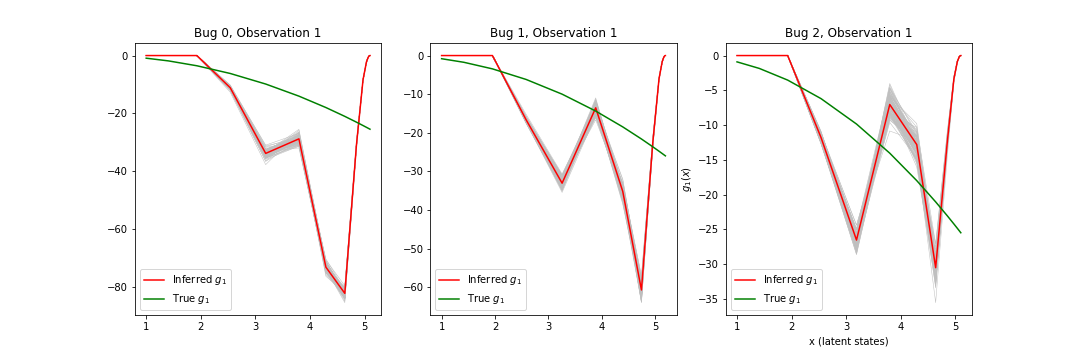 Bug 0, Observation 1
0
−20
−40
−60
−80
1 2 3 4 5
Inferred g₁
True g₁
Bug 1, Observation 1
0
−10
−20
−30
−40
−50
−60
1 2 3 4 5
Inferred g₁
True g₁
Bug 2, Observation 1
g₁(x)
0
−5
−10
−15
−20
−25
−30
−35
1 2 3 4 5
x (latent states)
Inferred g₁
True g₁